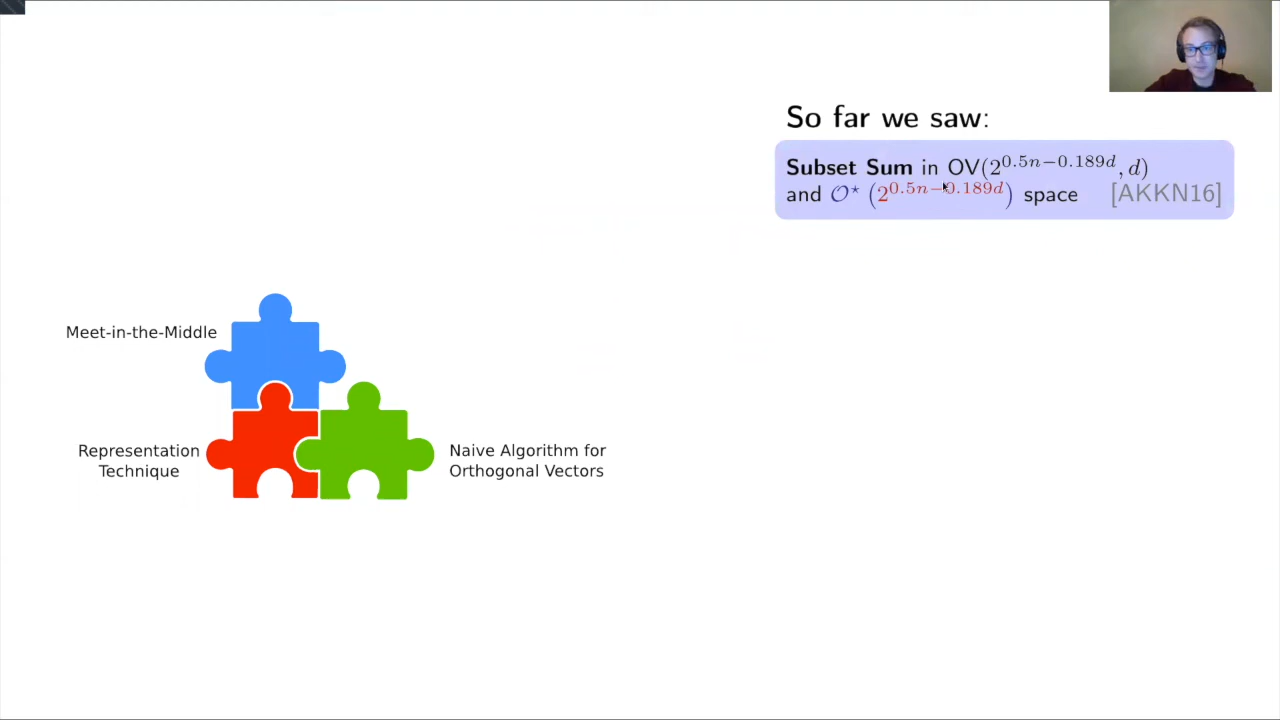 So far we saw:
Subset Sum in OV(2^{0.5n−0.189d}, d)
and 𝒪⋆ (2^{0.5n−0.189d}) space [AKKN16]
Meet-in-the-Middle
Representation
Technique
Naive Algorithm for
Orthogonal Vectors